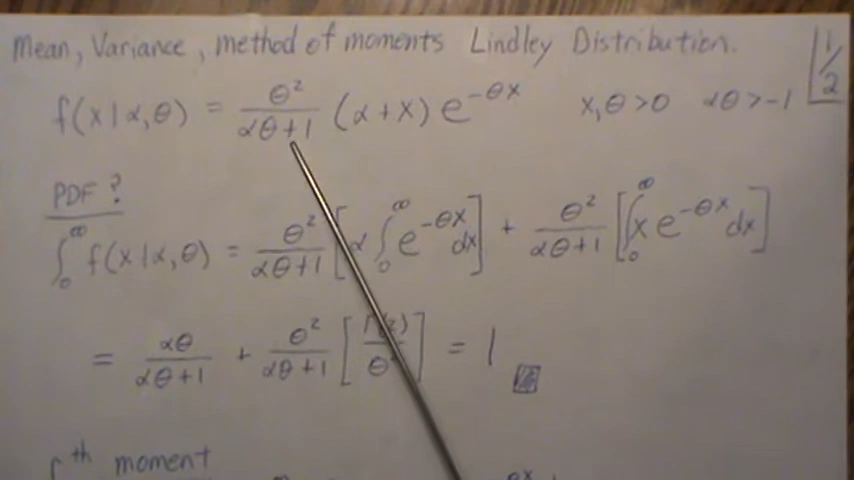 Mean, Variance, method of moments Lindley Distribution. 1/2
f(x|α,θ) = θ²/(αθ+1) (α+x) e^{-θx} x,θ>0 αθ>-1
PDF?
∫₀^∞ f(x|α,θ) = θ²/(αθ+1) [α ∫₀^∞ e^{-θx} dx] + θ²/(αθ+1) [∫₀^∞ x e^{-θx} dx]
= αθ/(αθ+1) + θ²/(αθ+1) [Γ(2)/θ²] = 1
rth moment